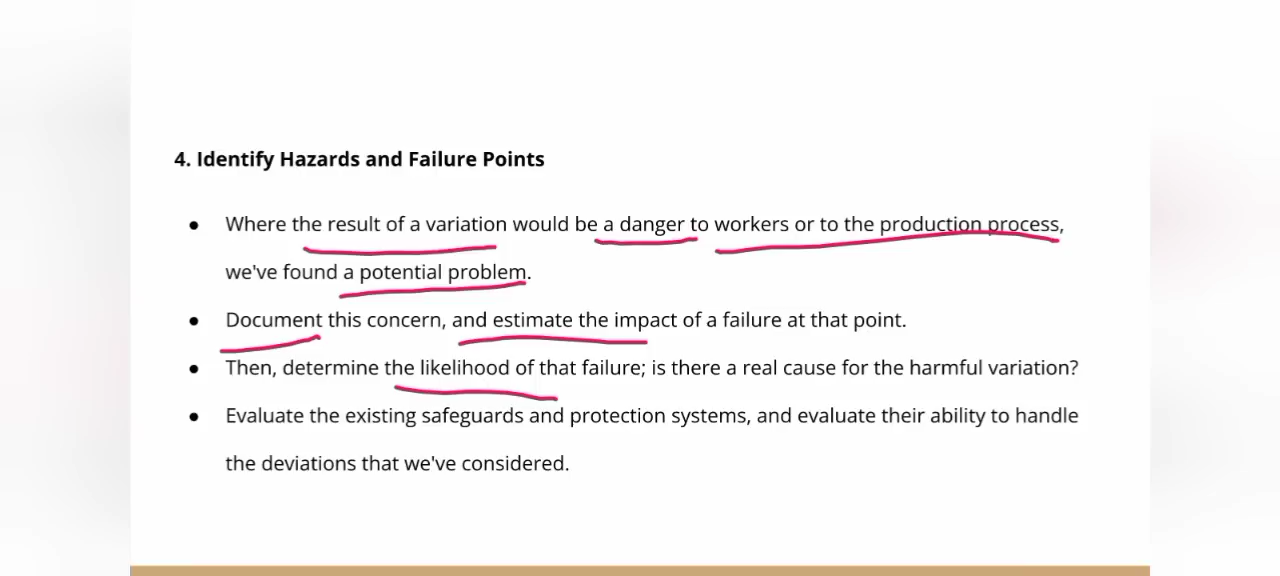 4. Identify Hazards and Failure Points
● Where the result of a variation would be a danger to workers or to the production process,
we've found a potential problem.
● Document this concern, and estimate the impact of a failure at that point.
● Then, determine the likelihood of that failure; is there a real cause for the harmful variation?
● Evaluate the existing safeguards and protection systems, and evaluate their ability to handle
the deviations that we've considered.